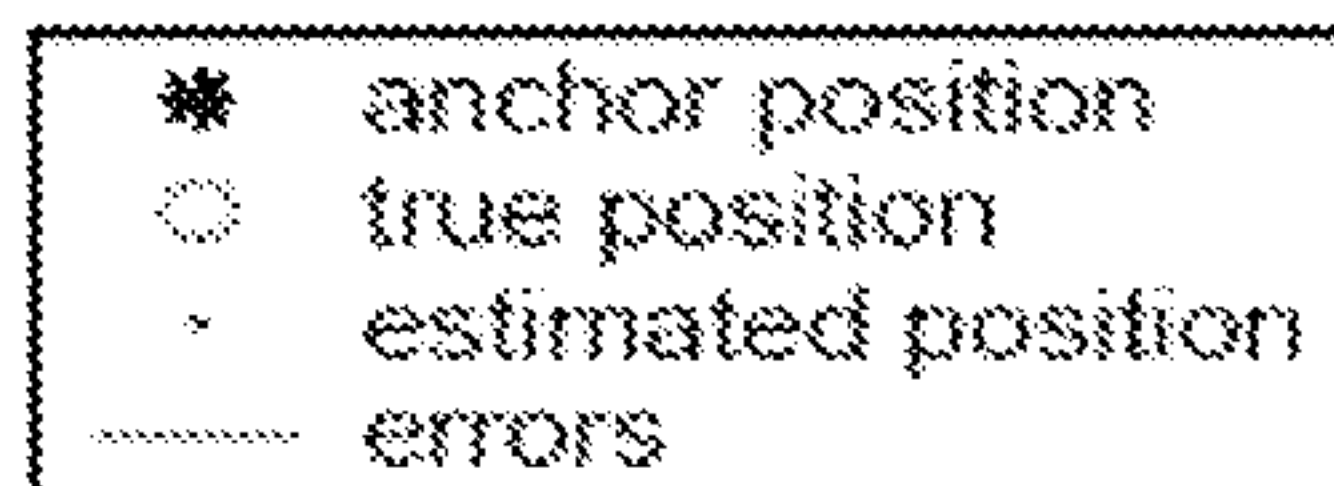 anchor position
true position
estimated position
errors